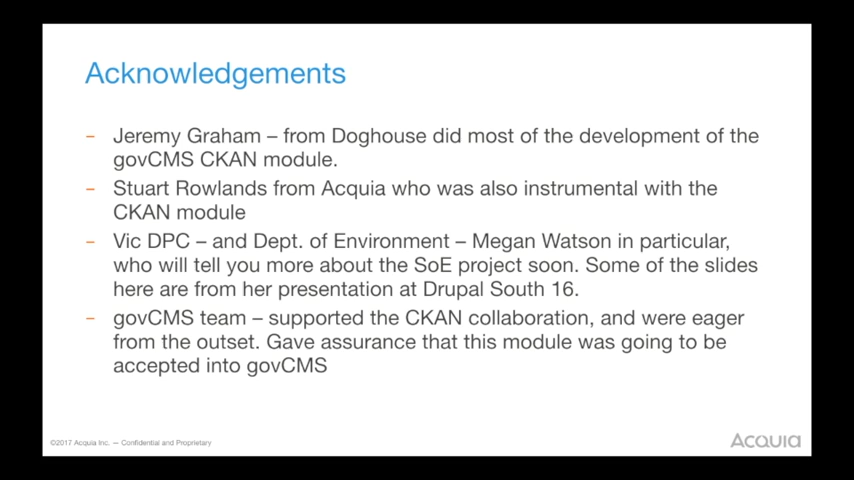 Acknowledgements
– Jeremy Graham – from Doghouse did most of the development of the
govCMS CKAN module.
– Stuart Rowlands from Acquia who was also instrumental with the
CKAN module
– Vic DPC – and Dept. of Environment – Megan Watson in particular,
who will tell you more about the SoE project soon. Some of the slides
here are from her presentation at Drupal South 16.
– govCMS team – supported the CKAN collaboration, and were eager
from the outset. Gave assurance that this module was going to be
accepted into govCMS
©2017 Acquia Inc. — Confidential and Proprietary
Acquia